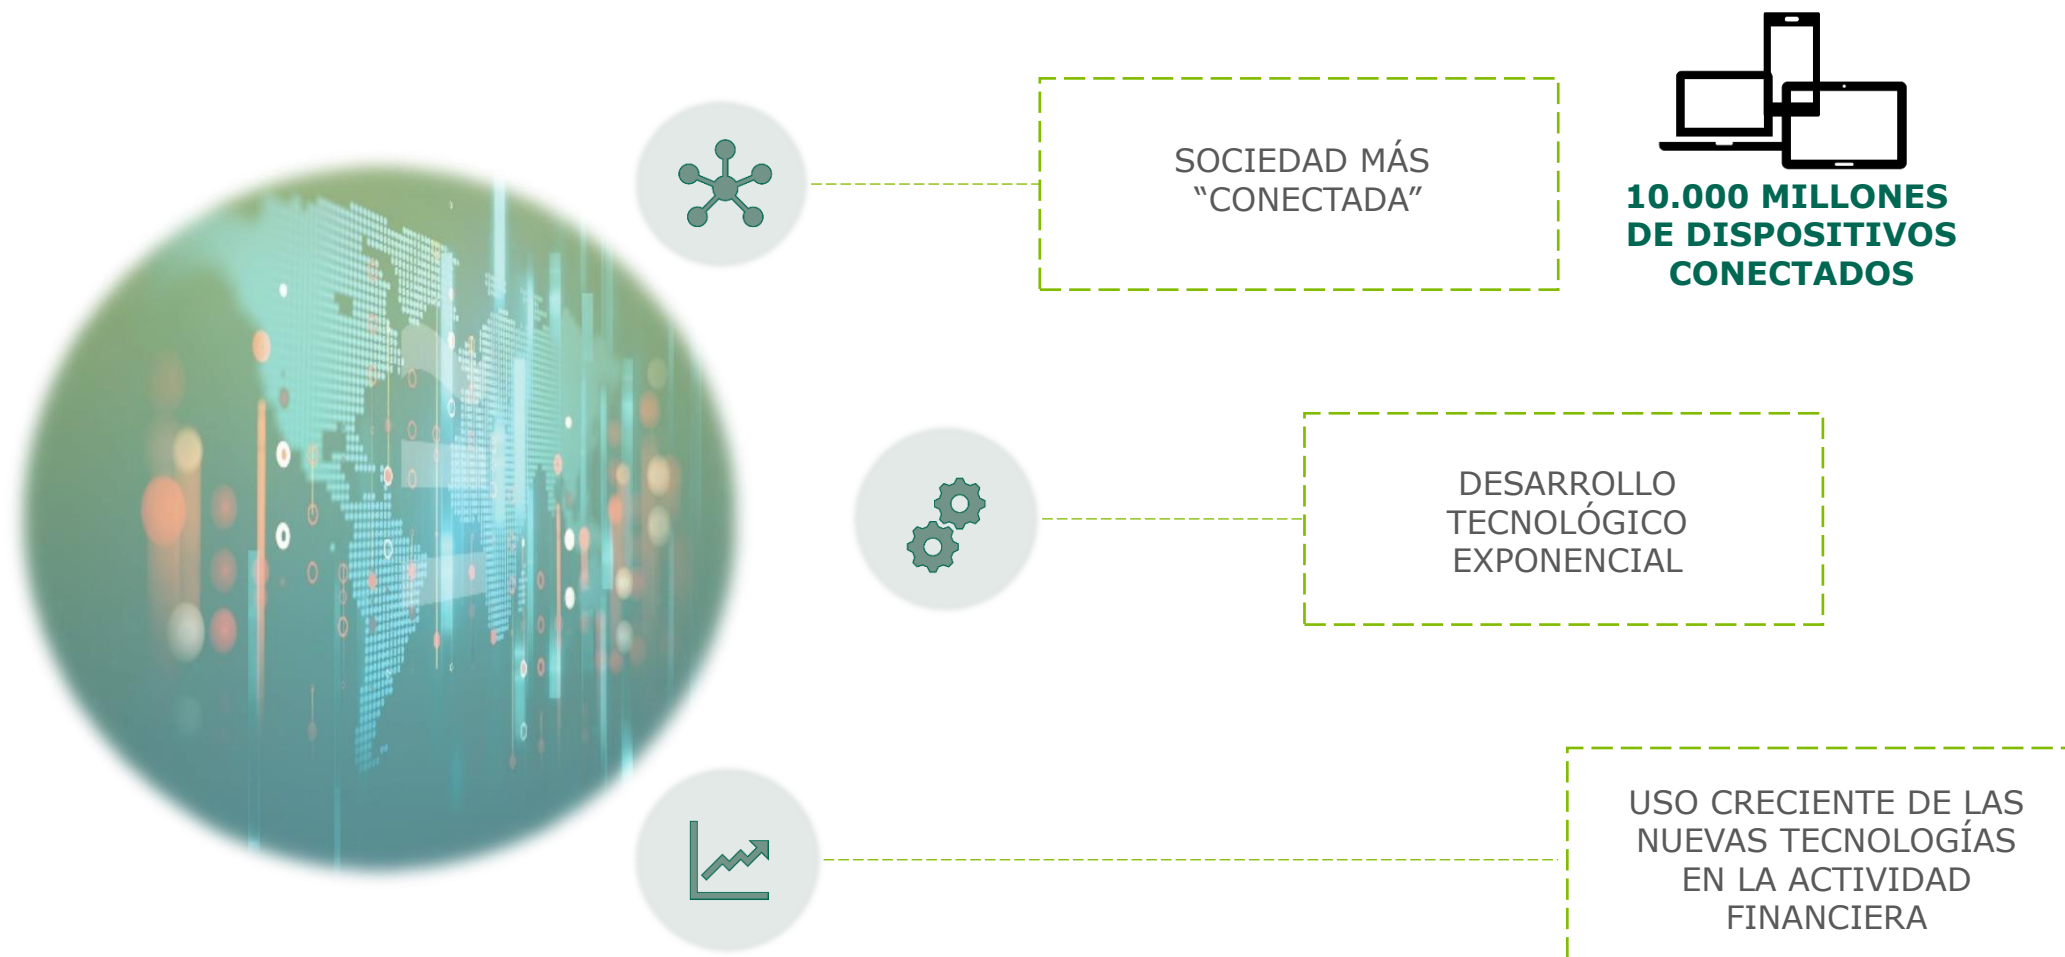 SOCIEDAD MÁS
“CONECTADA”
10.000 MILLONES
DE DISPOSITIVOS
CONECTADOS
DESARROLLO
TECNOLÓGICO
EXPONENCIAL
USO CRECIENTE DE LAS
NUEVAS TECNOLOGÍAS
EN LA ACTIVIDAD
FINANCIERA